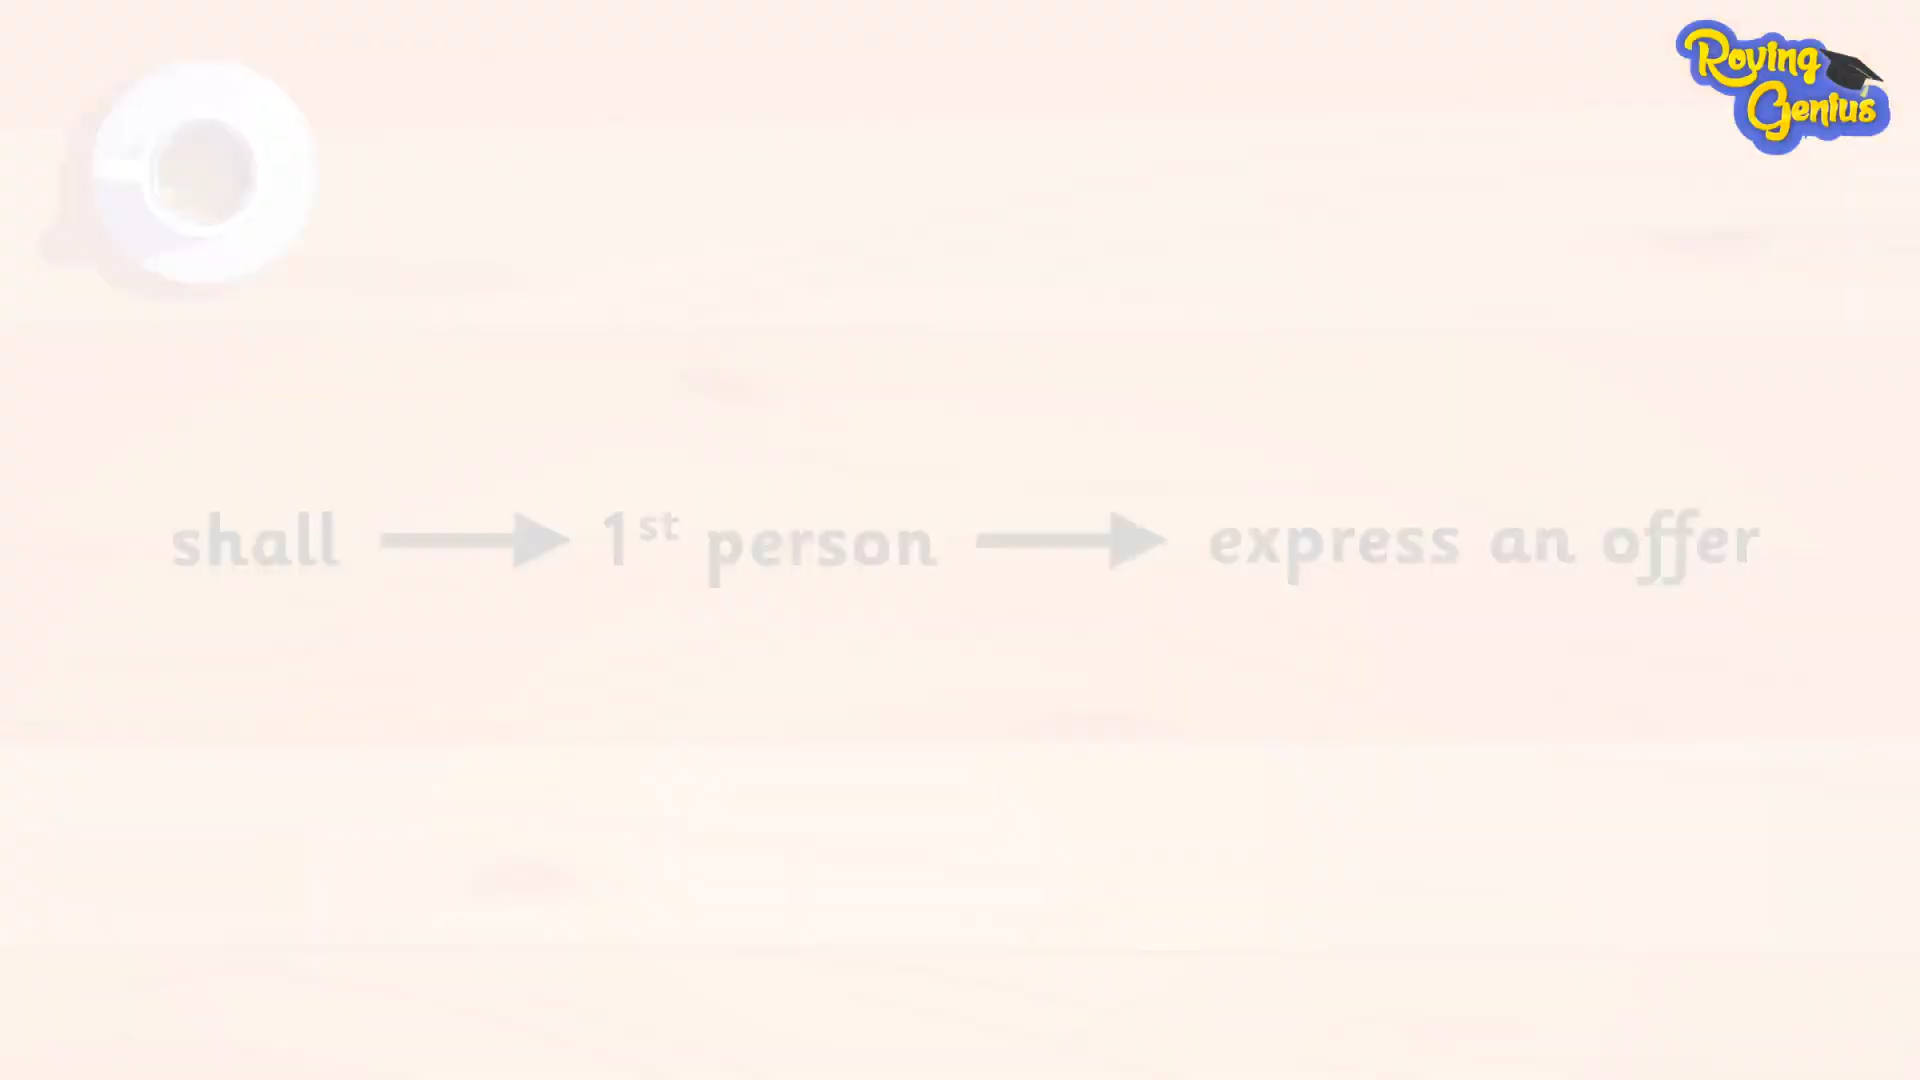 Roving
Genius
shall → 1st person → express an offer